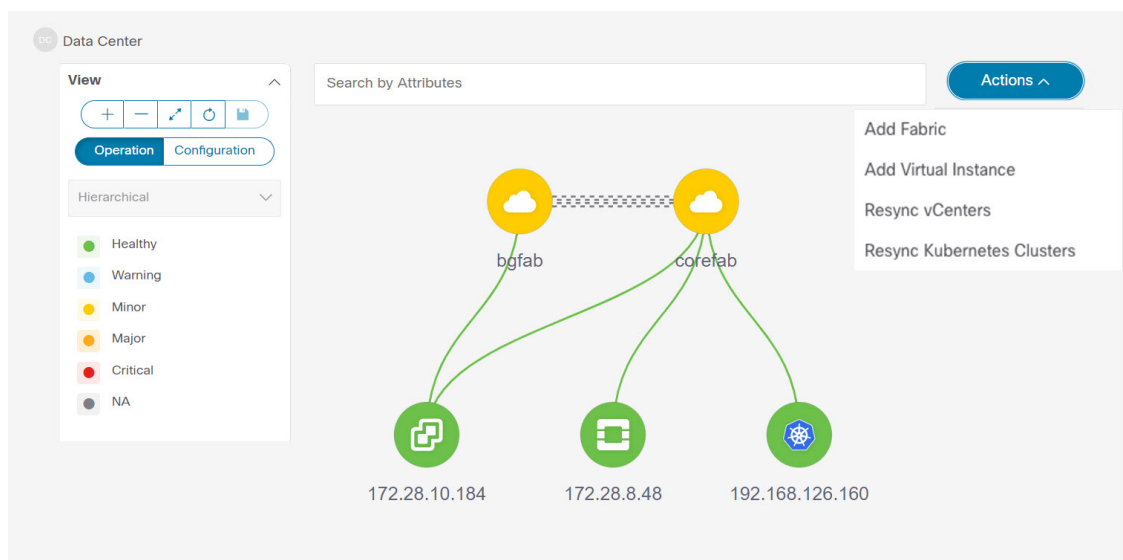 DC Data Center
View
Search by Attributes
Actions
Operation Configuration
Hierarchical
Healthy
Warning
Minor
Major
Critical
NA
Add Fabric
Add Virtual Instance
Resync vCenters
Resync Kubernetes Clusters
bgfab
corefab
172.28.10.184
172.28.8.48
192.168.126.160